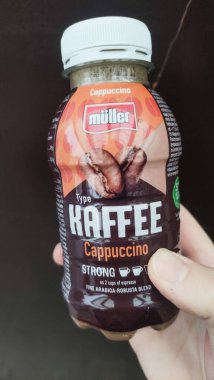 Cappuccino
müller
Type
KAFFEE
Cappuccino
STRONG
as 2 cups of espresso
FINE ARABICA-ROBUSTA BLEND